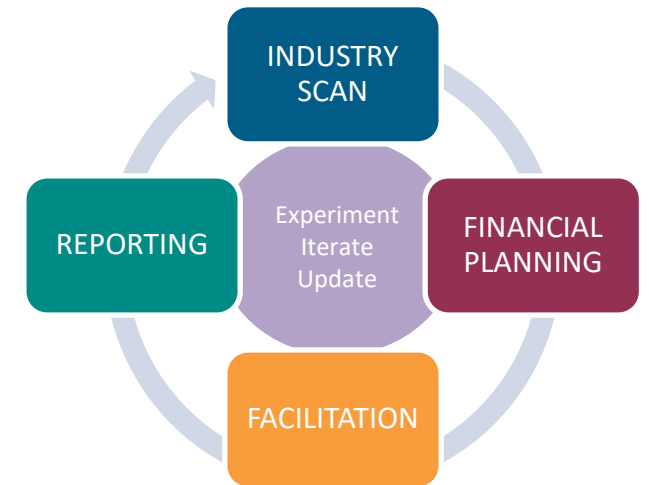 INDUSTRY
SCAN
Experiment
Iterate
Update
REPORTING
FINANCIAL
PLANNING
FACILITATION